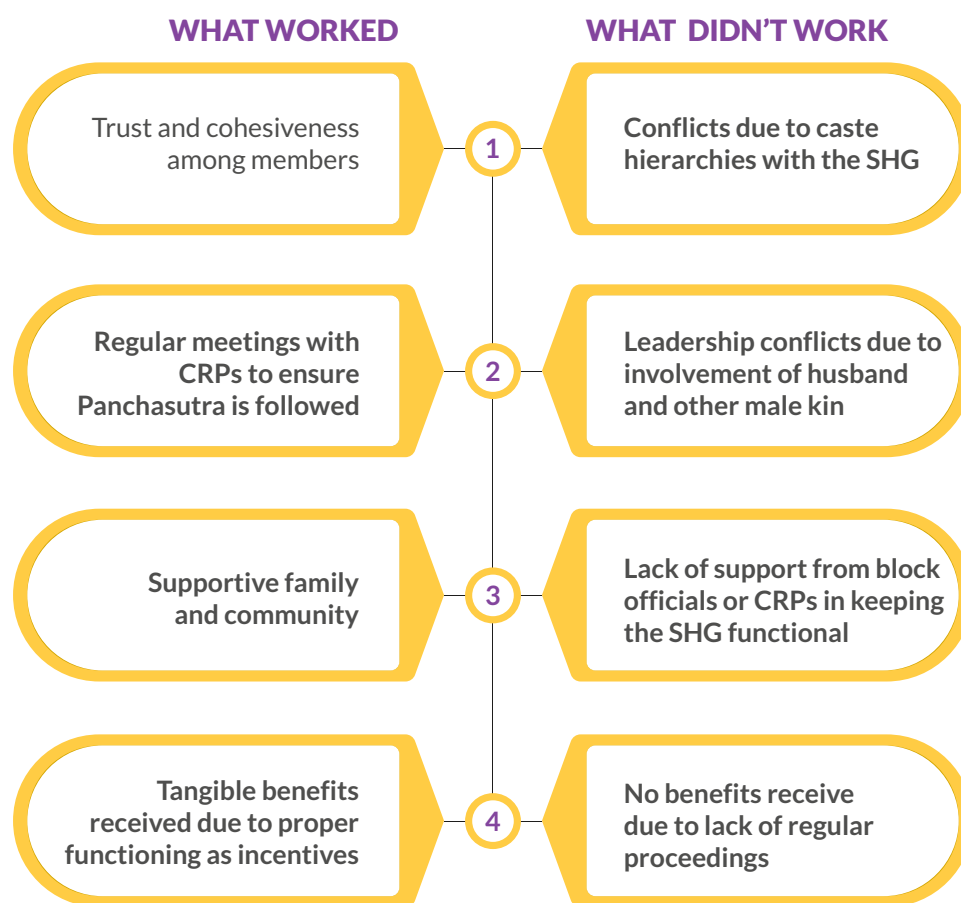 WHAT WORKED
WHAT DIDN'T WORK
Trust and cohesiveness
among members
1
Conflicts due to caste
hierarchies with the SHG
Regular meetings with
CRPs to ensure
Panchasutra is followed
2
Leadership conflicts due to
involvement of husband
and other male kin
Supportive family
and community
3
Lack of support from block
officials or CRPs in keeping
the SHG functional
Tangible benefits
received due to proper
functioning as incentives
4
No benefits receive
due to lack of regular
proceedings